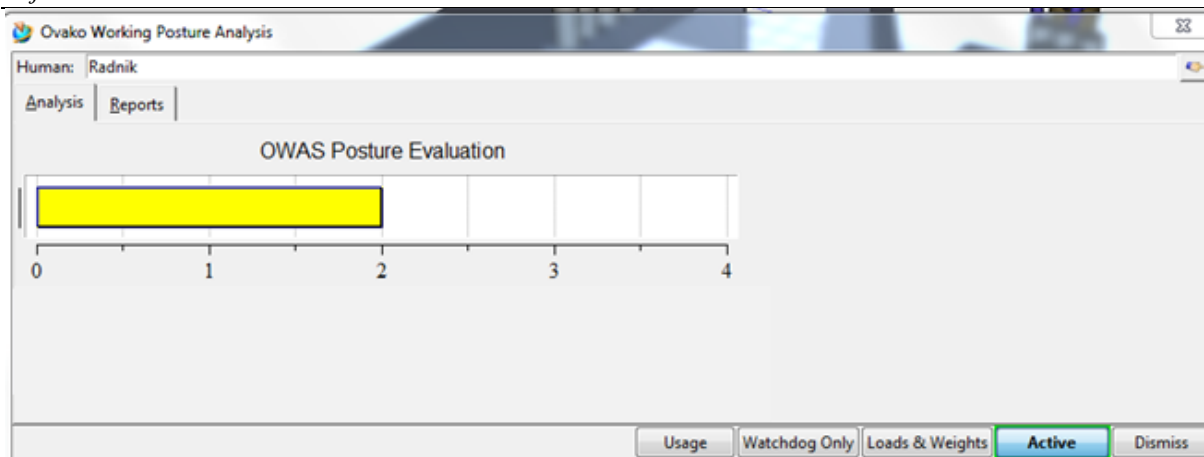 Ovako Working Posture Analysis
Human: Radnik
Analysis Reports
OWAS Posture Evaluation
0 1 2 3 4
Usage Watchdog Only Loads & Weights Active Dismiss